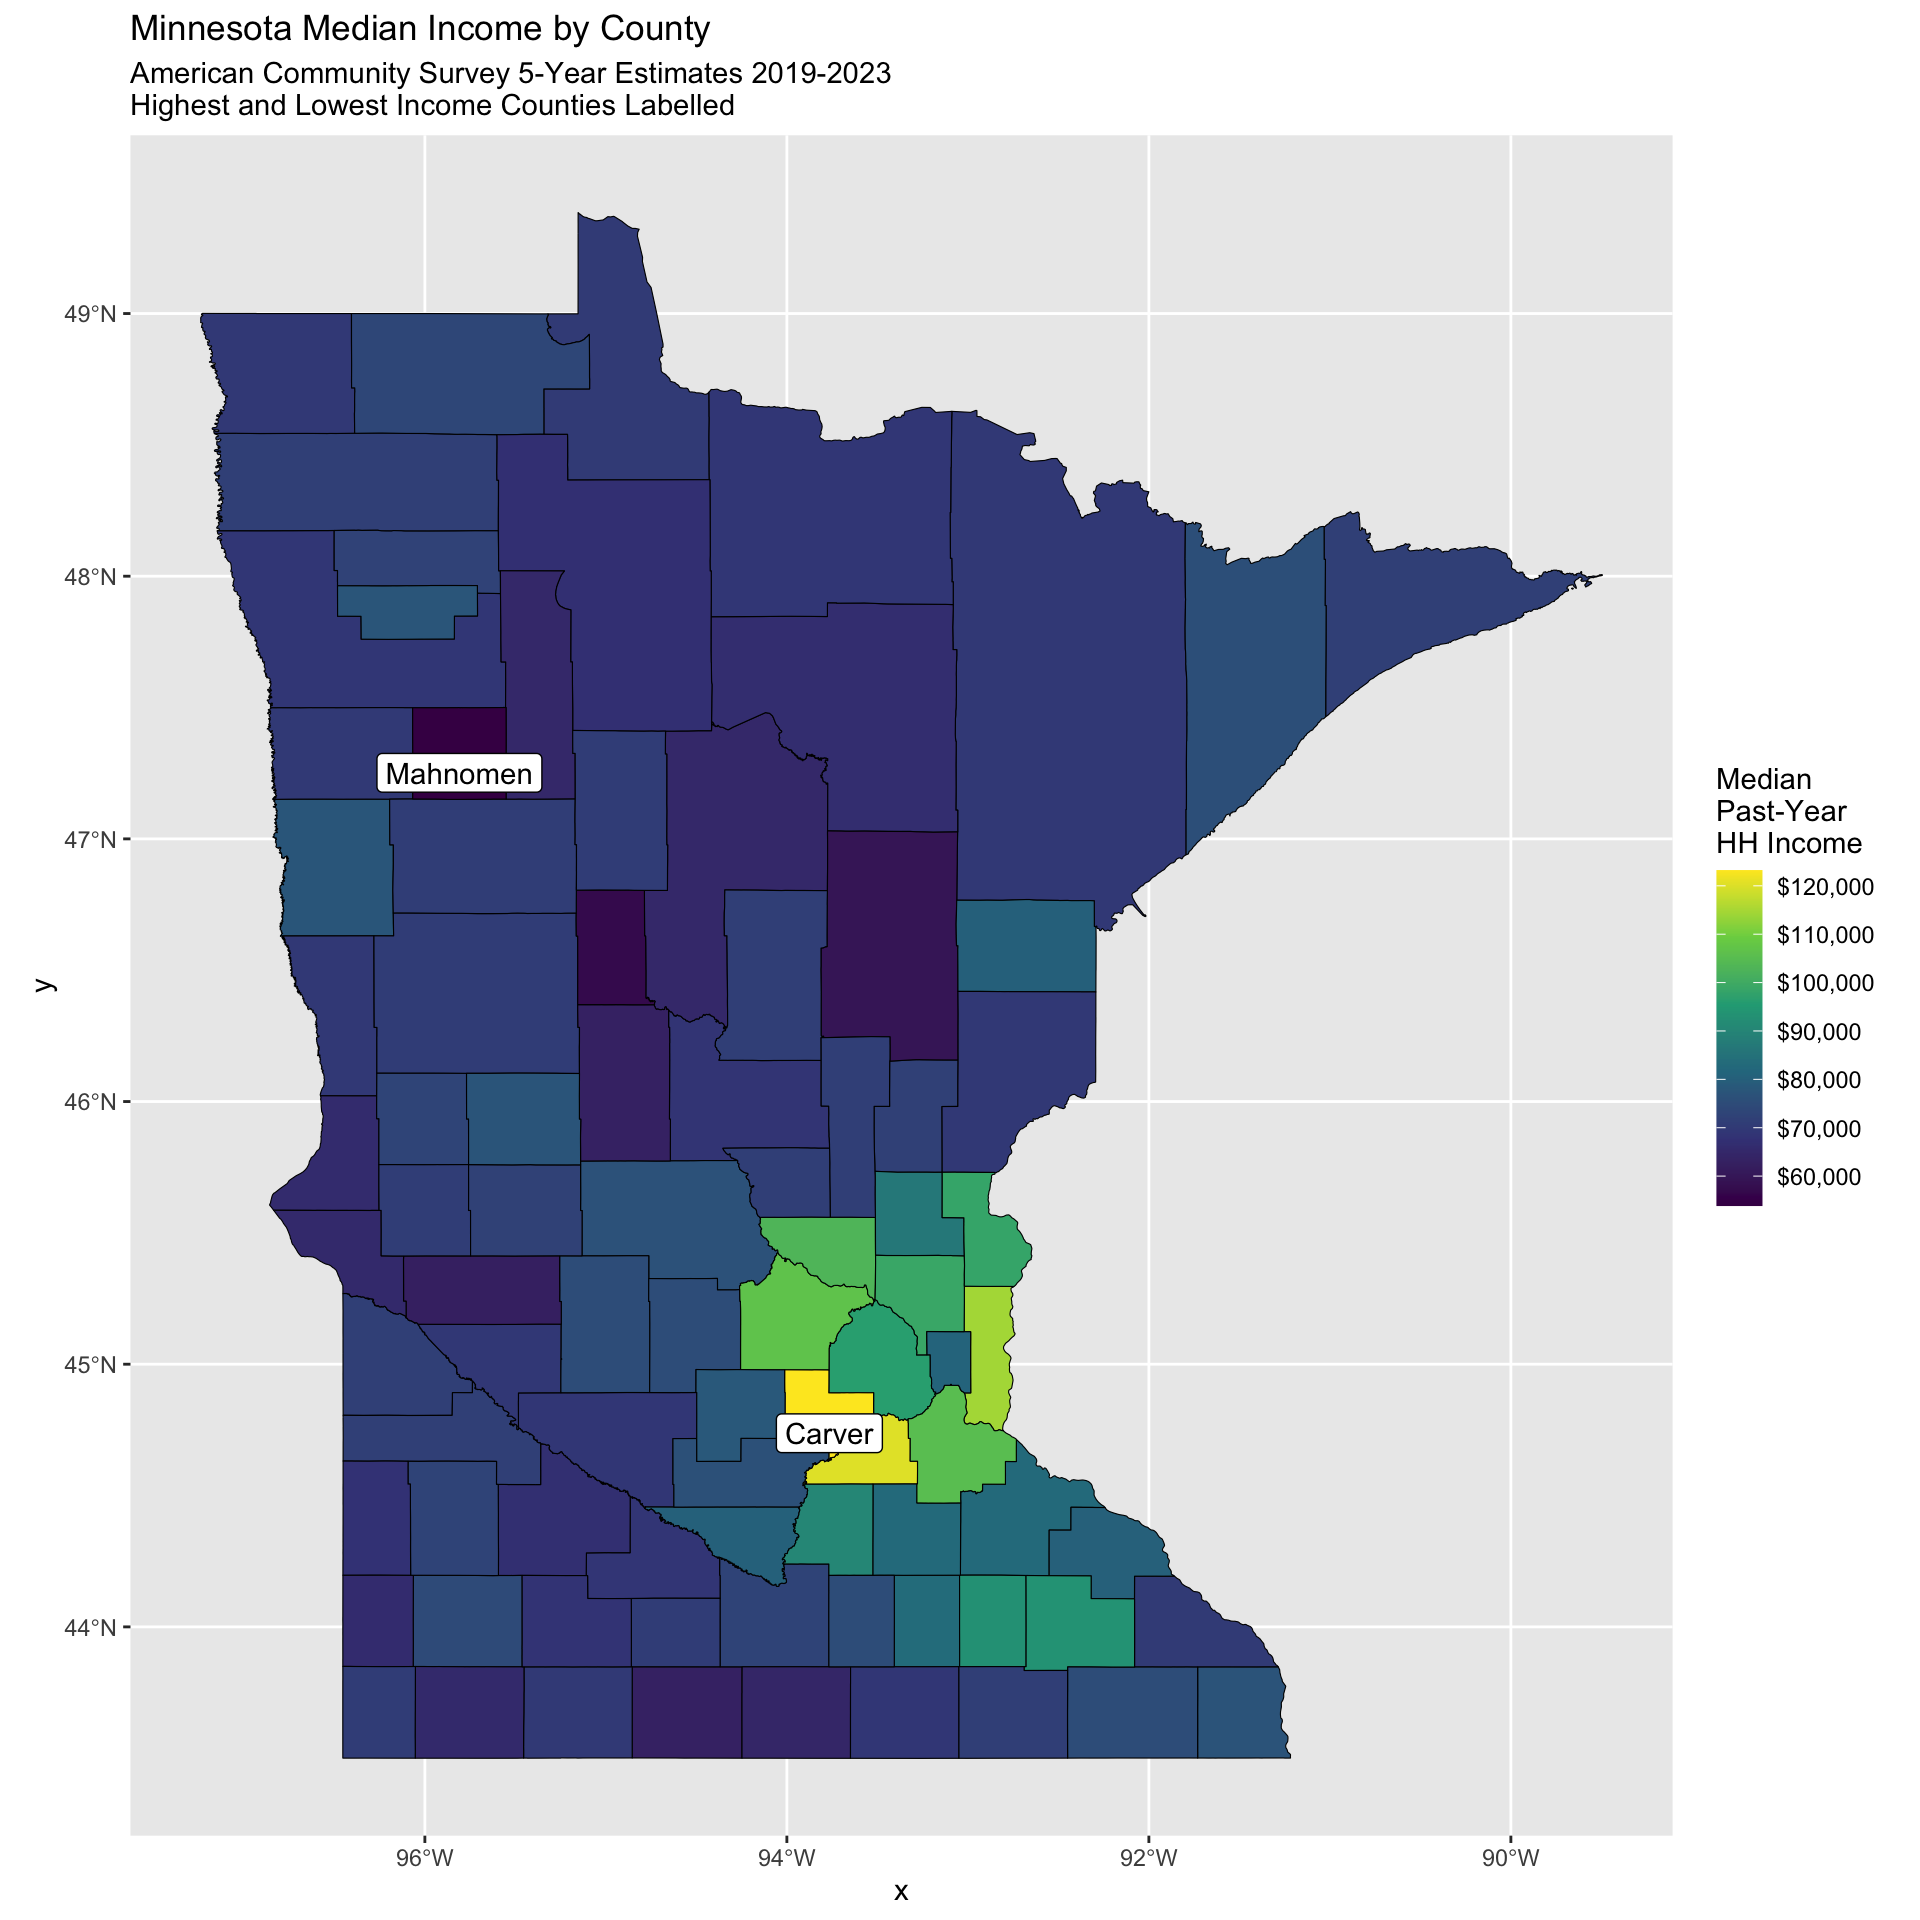 Minnesota Median Income by County
American Community Survey 5-Year Estimates 2019-2023
Highest and Lowest Income Counties Labelled
49°N
48°N
47°N
46°N
45°N
44°N
y
Mahnomen
Carver
96°W
94°W
92°W
90°W
x
Median
Past-Year
HH Income
$120,000
$110,000
$100,000
$90,000
$80,000
$70,000
$60,000